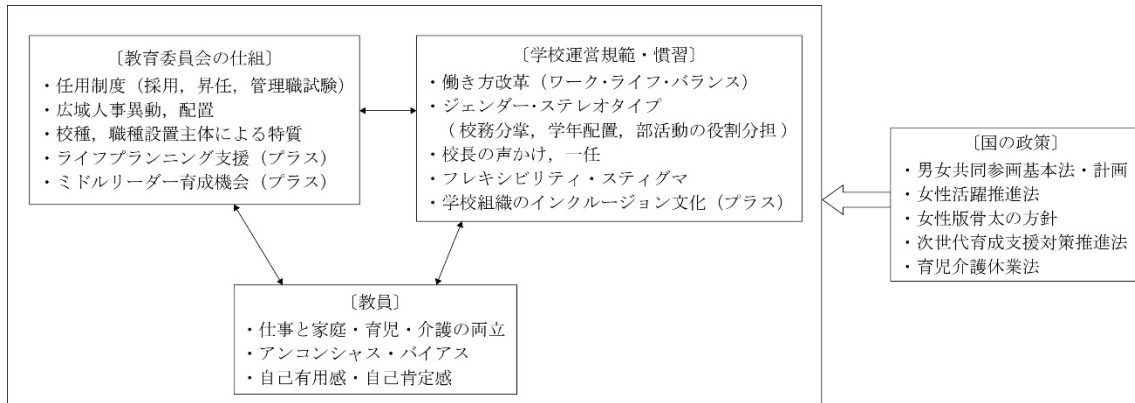 〔教育委員会の仕組〕
・任用制度（採用，昇任，管理職試験）
・広域人事異動，配置
・校種，職種設置主体による特質
・ライフプランニング支援（プラス）
・ミドルリーダー育成機会（プラス）
〔学校運営規範・慣習〕
・働き方改革（ワーク・ライフ・バランス）
・ジェンダー・ステレオタイプ
（校務分掌，学年配置，部活動の役割分担）
・校長の声かけ，一任
・フレキシビリティ・スティグマ
・学校組織のインクルージョン文化（プラス）
〔教員〕
・仕事と家庭・育児・介護の両立
・アンコンシャス・バイアス
・自己有用感・自己肯定感
〔国の政策〕
・男女共同参画基本法・計画
・女性活躍推進法
・女性版骨太の方針
・次世代育成支援対策推進法
・育児介護休業法